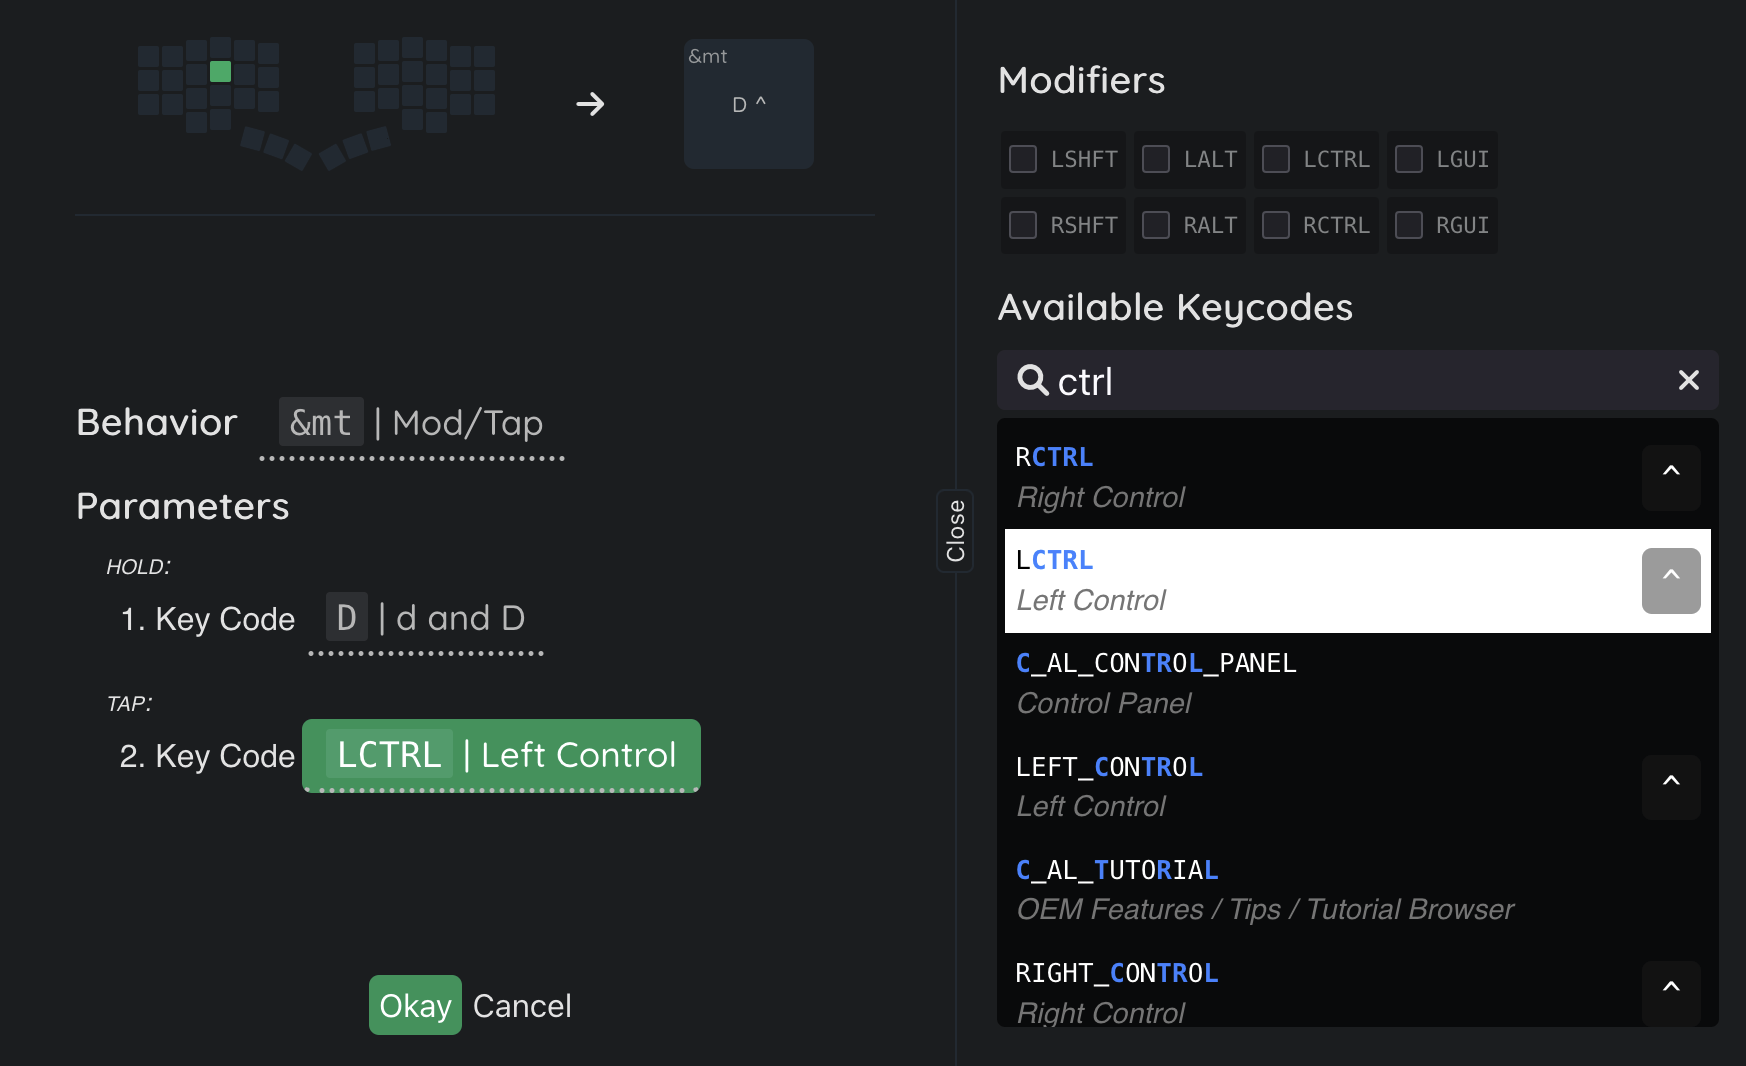 &mt
D ^
Behavior &mt | Mod/Tap
Parameters
HOLD:
1. Key Code D | d and D
TAP:
2. Key Code LCTRL | Left Control
Okay Cancel
Close
Modifiers
LSHFT LALT LCTRL LGUI
RSHFT RALT RCTRL RGUI
Available Keycodes
ctrl
RCTRL
Right Control
^
LCTRL
Left Control
^
C_AL_CONTROL_PANEL
Control Panel
LEFT_CONTROL
Left Control
^
C_AL_TUTORIAL
OEM Features / Tips / Tutorial Browser
RIGHT_CONTROL
Right Control
^